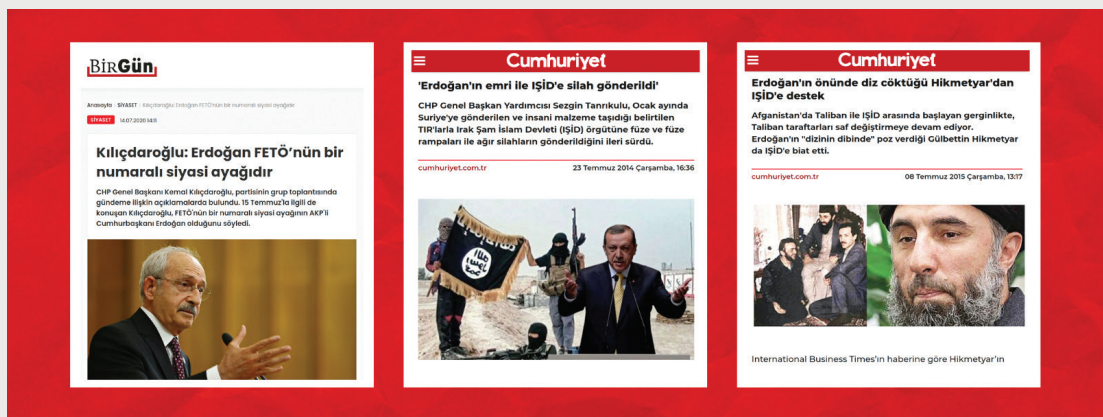 BirGün
Anasayfa · SİYASET · Kılıçdaroğlu: Erdoğan FETÖ'nün bir numaralı siyasi ayağıdır
SİYASET 14.07.2020 14:11
Kılıçdaroğlu: Erdoğan FETÖ'nün bir
numaralı siyasi ayağıdır
CHP Genel Başkanı Kemal Kılıçdaroğlu, partisinin grup toplantısında
gündeme ilişkin açıklamalarda bulundu. 15 Temmuz'la ilgili de
konuşan Kılıçdaroğlu, FETÖ'nün bir numaralı siyasi ayağının AKP'li
Cumhurbaşkanı Erdoğan olduğunu söyledi.
Cumhuriyet
'Erdoğan'ın emri ile IŞİD'e silah gönderildi'
CHP Genel Başkan Yardımcısı Sezgin Tanrıkulu, Ocak ayında
Suriye'ye gönderilen ve insani malzeme taşıdığı belirtilen
TIR'larla Irak Şam İslam Devleti (IŞİD) örgütüne füze ve füze
rampaları ile ağır silahların gönderildiğini ileri sürdü.
cumhuriyet.com.tr 23 Temmuz 2014 Çarşamba, 16:36
Cumhuriyet
Erdoğan'ın önünde diz cöktüğü Hikmetyar'dan
IŞİD'e destek
Afganistan'da Taliban ile IŞİD arasında başlayan gerginlikte,
Taliban taraftarları saf değiştirmeye devam ediyor.
Erdoğan'ın "dizinin dibinde" poz verdiği Gülbettin Hikmetyar
da IŞİD'e biat etti.
cumhuriyet.com.tr 08 Temmuz 2015 Çarşamba, 13:17
International Business Times'ın haberine göre Hikmetyar'ın